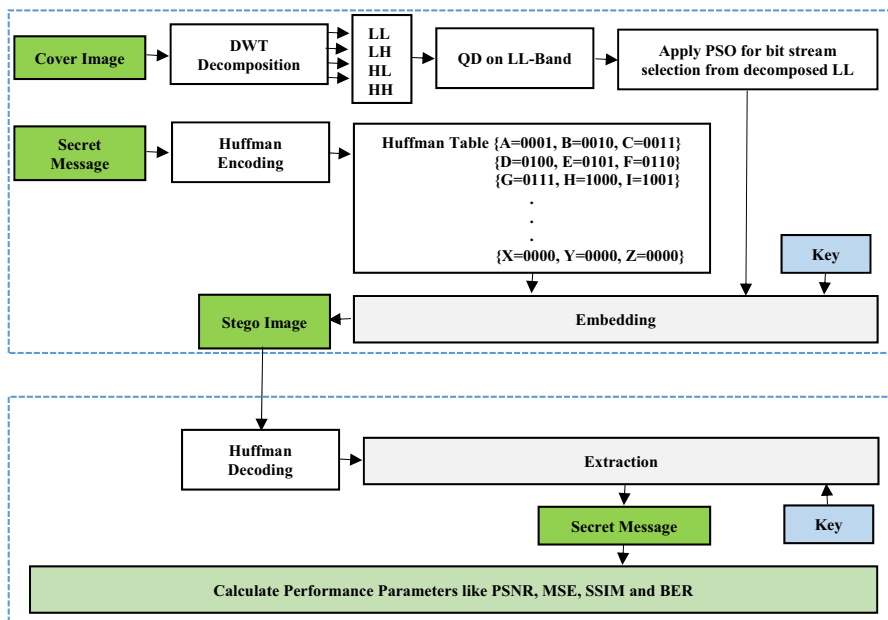 Cover Image
DWT
Decomposition
LL
LH
HL
HH
QD on LL-Band
Apply PSO for bit stream
selection from decomposed LL
Secret
Message
Huffman
Encoding
Huffman Table {A=0001, B=0010, C=0011}
{D=0100, E=0101, F=0110}
{G=0111, H=1000, I=1001}
.
.
.
{X=0000, Y=0000, Z=0000}
Key
Stego Image
Embedding
Huffman
Decoding
Extraction
Secret Message
Key
Calculate Performance Parameters like PSNR, MSE, SSIM and BER